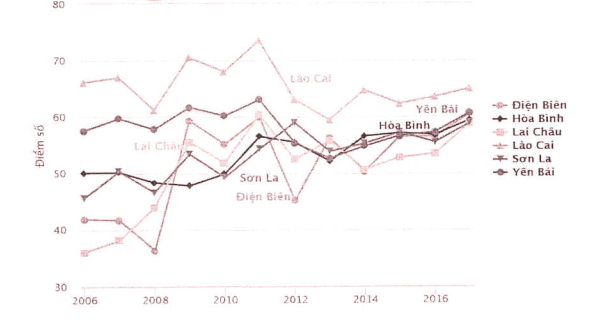 80
Lào Cai
70
Yên Bái
60
Hòa Bình
Điện Biên
Hòa Bình
Lai Châu
Lai Châu
Lào Cai
Sơn La
Yên Bái
Điểm số
50
Sơn La
Điện Biên
40
30
2006
2008
2010
2012
2014
2016